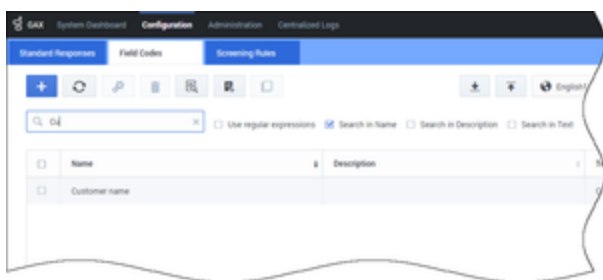 GAX System Dashboard Configuration Administration Centralized Logs
Standard Responses Field Codes Screening Rules
English
Use regular expressions Search in Name Search in Description Search in Text
Name Description
Customer name